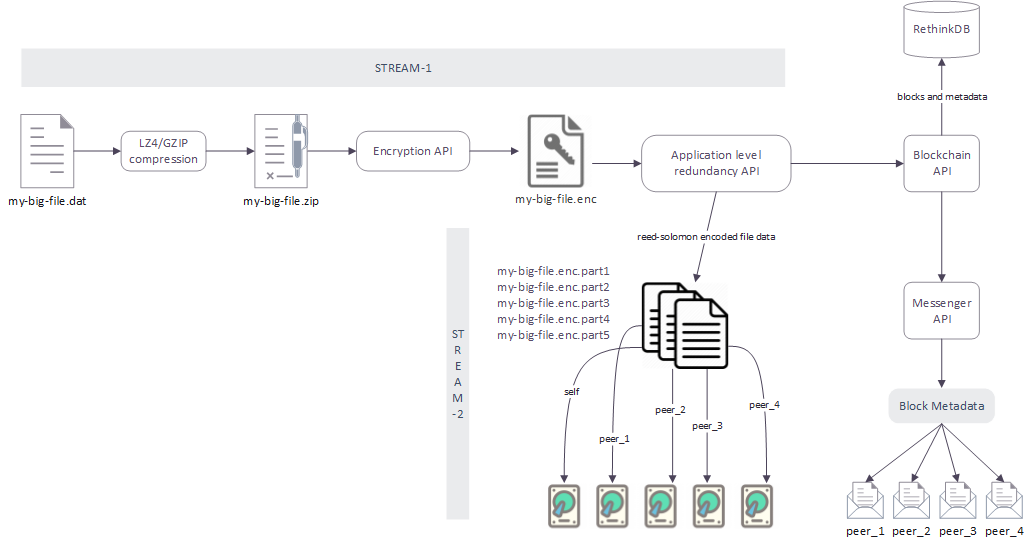 RethinkDB
STREAM-1
blocks and metadata
LZ4/GZIP
compression
Encryption API
Application level
redundancy API
Blockchain
API
my-big-file.dat
my-big-file.zip
my-big-file.enc
reed-solomon encoded file data
my-big-file.enc.part1
my-big-file.enc.part2
my-big-file.enc.part3
my-big-file.enc.part4
my-big-file.enc.part5
Messenger
API
ST
R
E
A
M
-2
self
peer_1
peer_2
peer_3
peer_4
Block Metadata
peer_1
peer_2
peer_3
peer_4